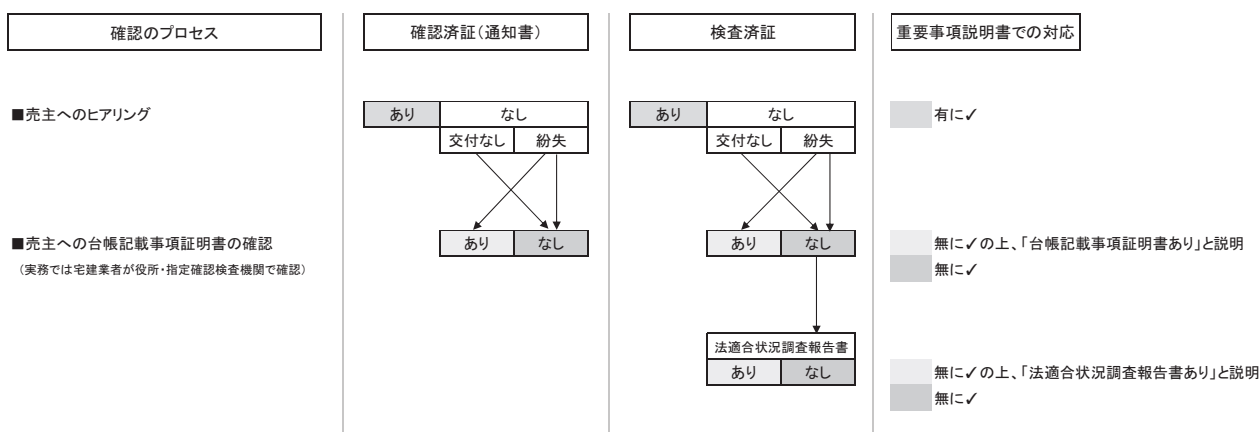 確認のプロセス
確認済証(通知書)
検査済証
重要事項説明書での対応
■売主へのヒアリング
あり
なし
交付なし
紛失
あり
なし
交付なし
紛失
有に✓
■売主への台帳記載事項証明書の確認
(実務では宅建業者が役所・指定確認検査機関で確認)
あり
なし
あり
なし
無に✓の上、「台帳記載事項証明書あり」と説明
無に✓
法適合状況調査報告書
あり
なし
無に✓の上、「法適合状況調査報告書あり」と説明
無に✓